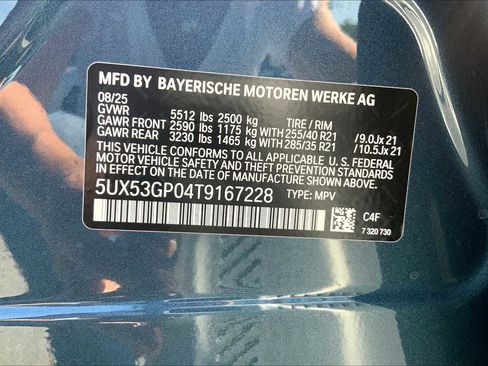 MFD BY BAYERISCHE MOTOREN WERKE AG
08/25
GVWR 5512 lbs 2500 kg TIRE / RIM
GAWR FRONT 2590 lbs 1175 kg WITH 255/40 R21 /9.0Jx 21
GAWR REAR 3230 lbs 1465 kg WITH 285/35 R21 /10.5Jx 21
THIS VEHICLE CONFORMS TO ALL APPLICABLE U.S. FEDERAL
MOTOR VEHICLE SAFETY AND THEFT PREVENTION STANDARDS
IN EFFECT ON THE DATE OF MANUFACTURE SHOWN ABOVE.
5UX53GP04T9167228 TYPE: MPV
C4F
7 320 730